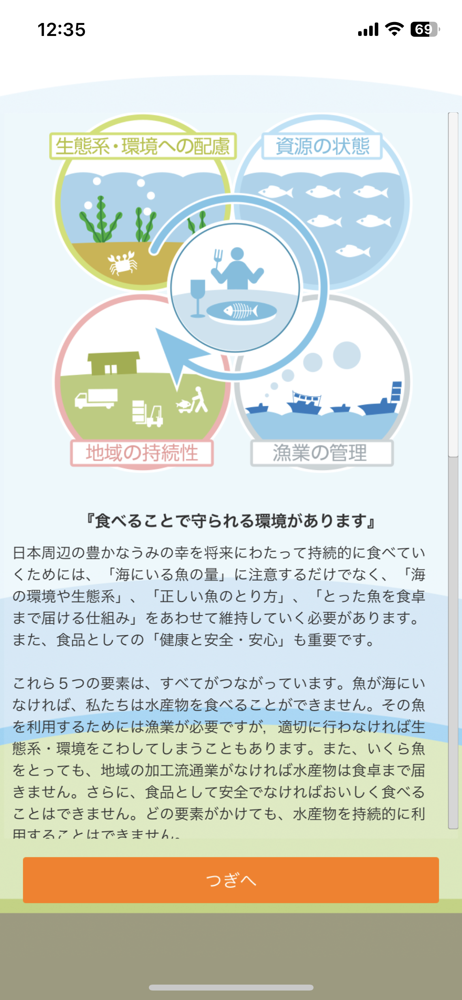 12:35
69
生態系・環境への配慮
資源の状態
地域の持続性
漁業の管理
『食べることで守られる環境があります』
日本周辺の豊かなうみの幸を将来にわたって持続的に食べてい
くためには、「海にいる魚の量」に注意するだけでなく、「海
の環境や生態系」、「正しい魚のとり方」、「とった魚を食卓
まで届ける仕組み」をあわせて維持していく必要があります。
また、食品としての「健康と安全・安心」も重要です。
これら５つの要素は、すべてがつながっています。魚が海にい
なければ、私たちは水産物を食べることができません。その魚
を利用するためには漁業が必要ですが，適切に行わなければ生
態系・環境をこわしてしまうこともあります。また、いくら魚
をとっても、地域の加工流通業がなければ水産物は食卓まで届
きません。さらに、食品として安全でなければおいしく食べる
ことはできません。どの要素がかけても、水産物を持続的に利
用することはできません。
つぎへ